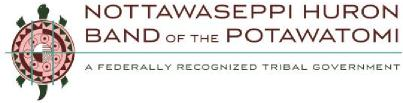 NOTTAWASEPPI HURON
BAND OF THE POTAWATOMI
A FEDERALLY RECOGNIZED TRIBAL GOVERNMENT